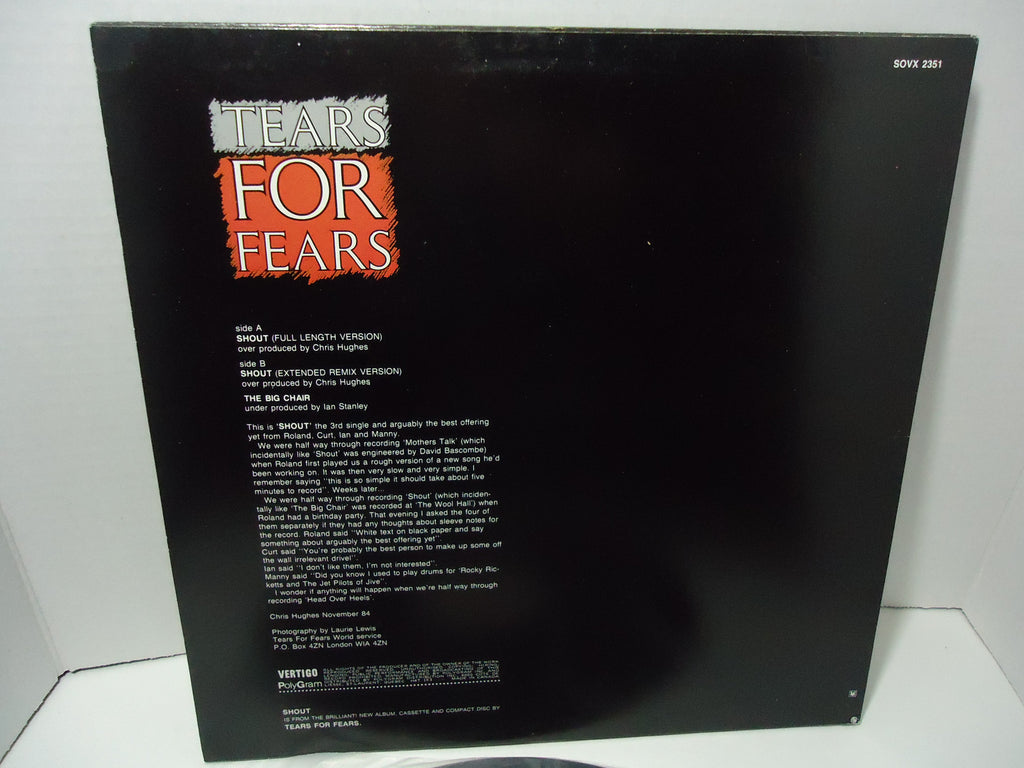 SOVX 2351
TEARS
FOR
FEARS
side A
SHOUT (FULL LENGTH VERSION)
over produced by Chris Hughes
side B
SHOUT (EXTENDED REMIX VERSION)
over produced by Chris Hughes
THE BIG CHAIR
under produced by Ian Stanley
This is 'SHOUT' the 3rd single and arguably the best offering
yet from Roland, Curt, Ian and Manny.
We were half way through recording 'Mothers Talk' (which
incidentally like 'Shout' was engineered by David Bascombe)
when Roland first played us a rough version of a new song he'd
been working on. It was then very slow and very simple. I
remember saying "this is so simple it should take about five
minutes to record". Weeks later...
We were half way through recording 'Shout' (which inciden-
tally like 'The Big Chair' was recorded at 'The Wool Hall') when
Roland had a birthday party. That evening I asked the four of
them separately if they had any thoughts about sleeve notes for
the record. Roland said "White text on black paper and say
something about arguably the best offering yet".
Curt said "You're probably the best person to make up some off
the wall irrelevant drivel".
Ian said "I don't like them, I'm not interested".
Manny said "Did you know I used to play drums for 'Rocky Ric-
ketts and The Jet Pilots of Jive".
I wonder if anything will happen when we're half way through
recording 'Head Over Heels'.
Chris Hughes November 84
Photography by Laurie Lewis
Tears For Fears World service
P.O. Box 4ZN London WIA 4ZN
VERTIGO
PolyGram
ALL RIGHTS OF THE PRODUCER AND OF THE OWNER OF THE WORK
SHOUT
IS FROM THE BRILLIANT! NEW ALBUM, CASSETTE AND COMPACT DISC BY
TEARS FOR FEARS.